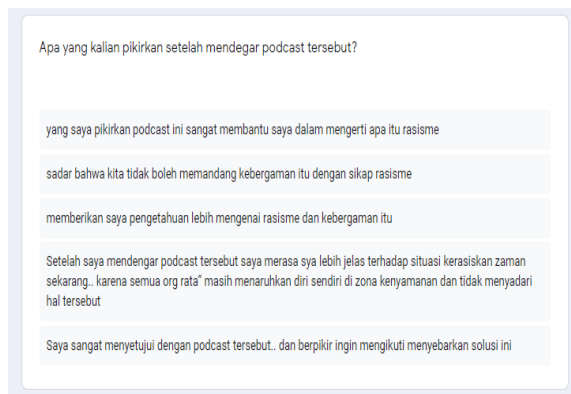 Apa yang kalian pikirkan setelah mendegar podcast tersebut?
yang saya pikirkan podcast ini sangat membantu saya dalam mengerti apa itu rasisme
sadar bahwa kita tidak boleh memandang kebergaman itu dengan sikap rasisme
memberikan saya pengetahuan lebih mengenai rasisme dan kebergaman itu
Setelah saya mendengar podcast tersebut saya merasa sya lebih jelas terhadap situasi kerasiskan zaman
sekarang.. karena semua org rata" masih menaruhkan diri sendiri di zona kenyamanan dan tidak menyadari
hal tersebut
Saya sangat menyetujui dengan podcast tersebut.. dan berpikir ingin mengikuti menyebarkan solusi ini